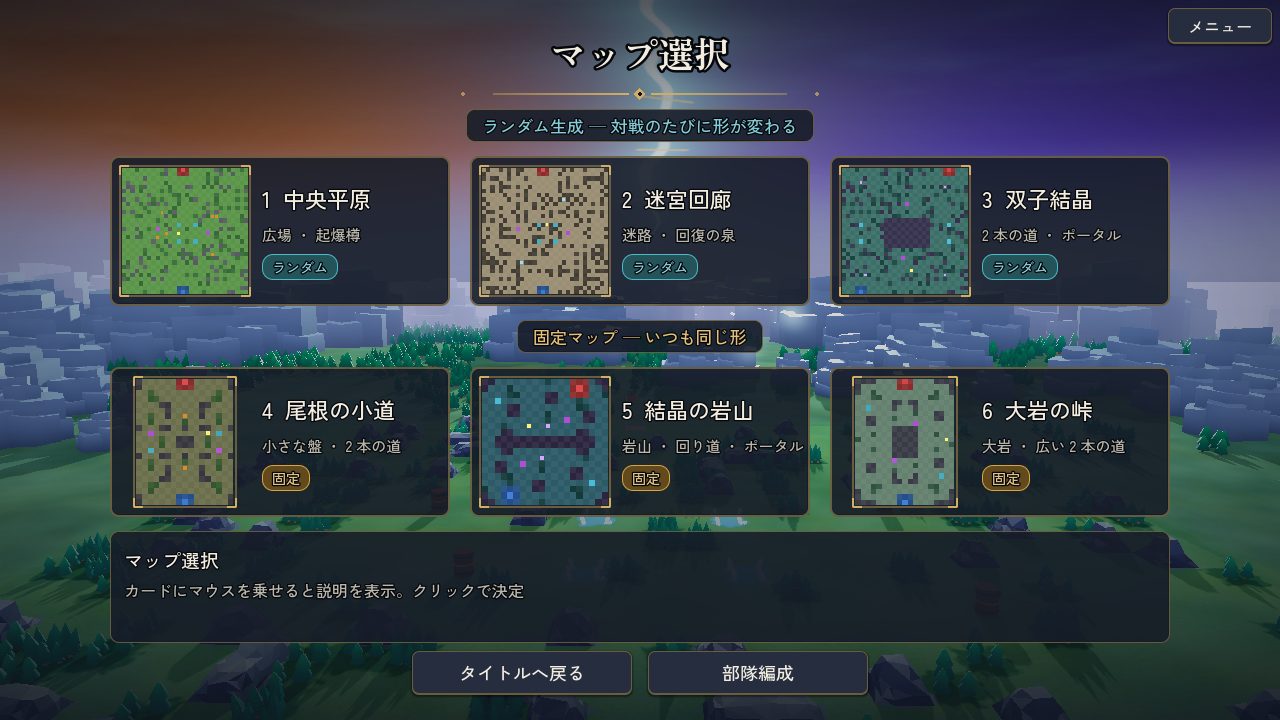 メニュー
マップ選択
ランダム生成 ― 対戦のたびに形が変わる
1 中央平原
広場 ・ 起爆樽
ランダム
2 迷宮回廊
迷路 ・ 回復の泉
ランダム
3 双子結晶
2 本の道 ・ ポータル
ランダム
固定マップ ― いつも同じ形
4 尾根の小道
小さな盤 ・ 2 本の道
固定
5 結晶の岩山
岩山 ・ 回り道 ・ ポータル
固定
6 大岩の峠
大岩 ・ 広い 2 本の道
固定
マップ選択
カードにマウスを乗せると説明を表示。クリックで決定
タイトルへ戻る
部隊編成